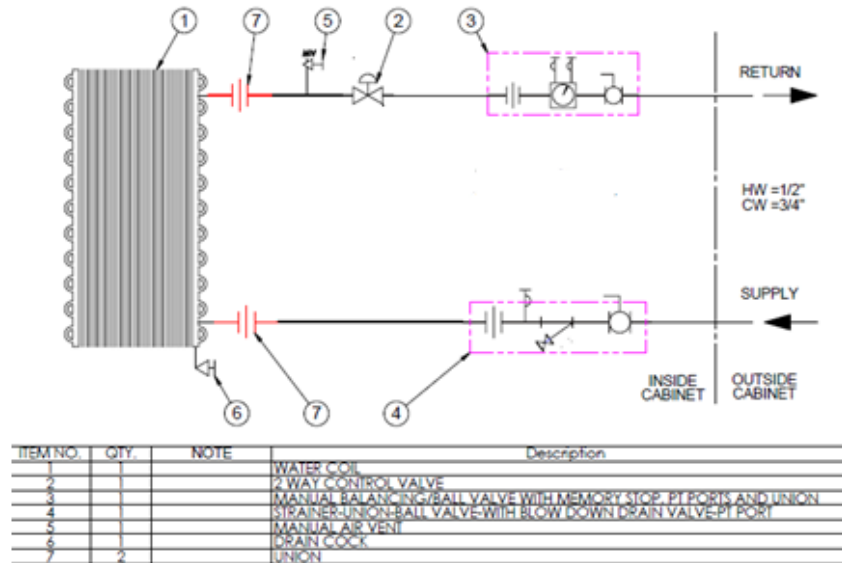 1 7 5 2 3
MV
RETURN
HW =1/2"
CW =3/4"
SUPPLY
INSIDE CABINET
OUTSIDE CABINET
6 7 4
ITEM NO. QTY. NOTE Description
1 1 WATER COIL
2 1 2 WAY CONTROL VALVE
3 1 MANUAL BALANCING/BALL VALVE WITH MEMORY STOP, PT PORTS AND UNION
4 1 STRAINER-UNION-BALL VALVE-WITH BLOW DOWN DRAIN VALVE-PT PORT
5 1 MANUAL AIR VENT
6 1 DRAIN COCK
7 2 UNION